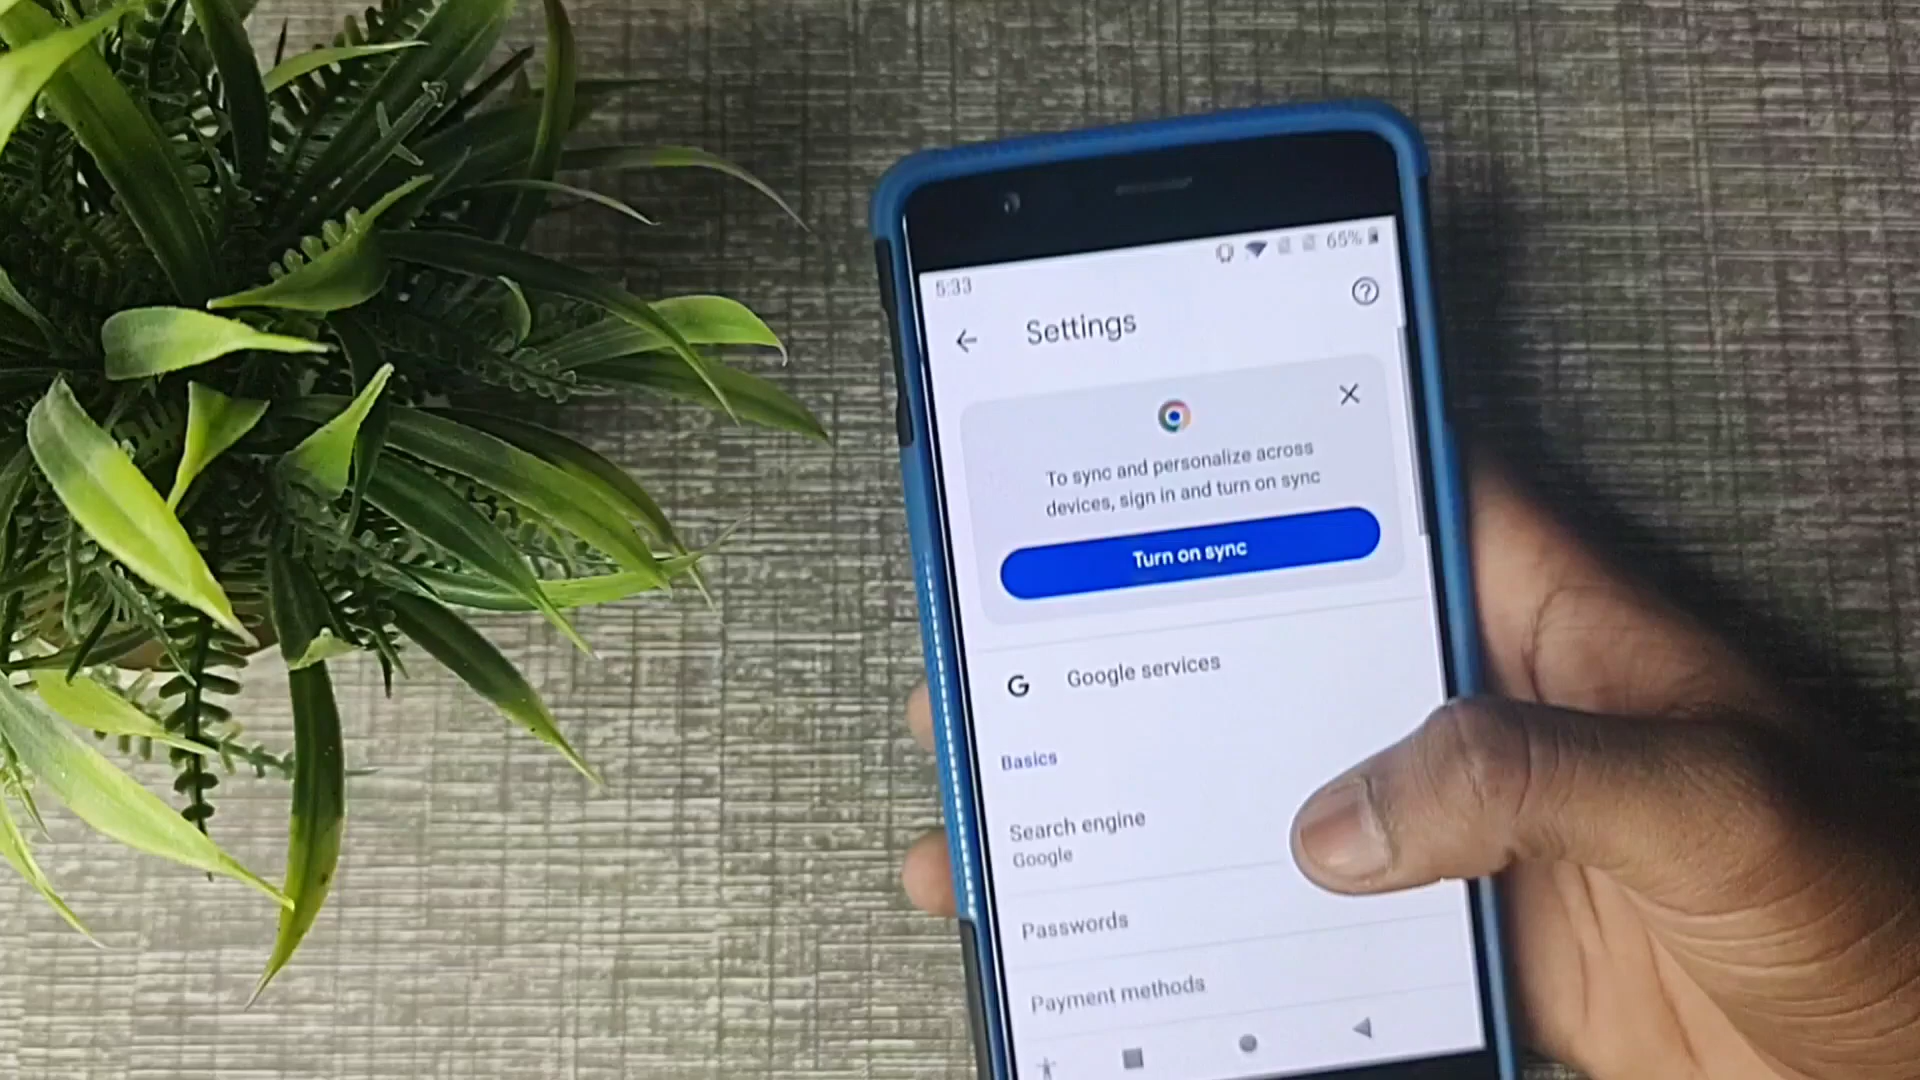 5:33
65%
Settings
To sync and personalize across
devices, sign in and turn on sync
Turn on sync
G
Google services
Basics
Search engine
Google
Passwords
Payment methods